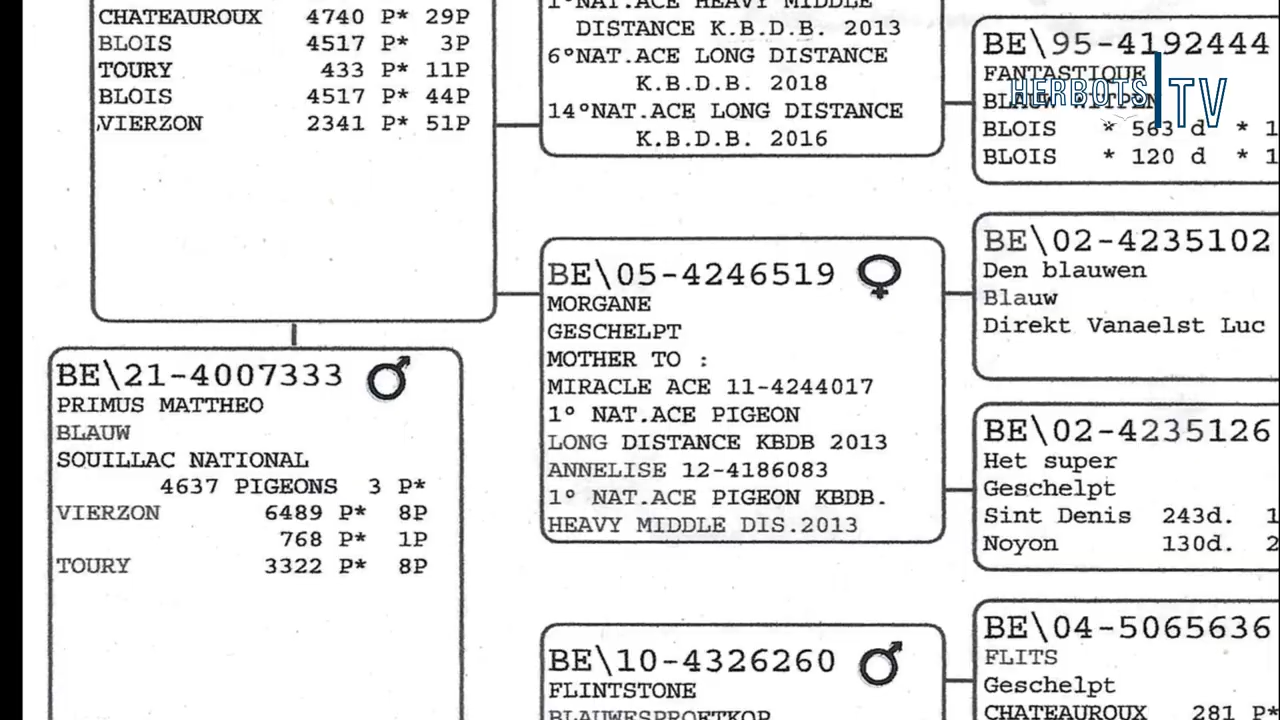 CHATEAUROUX 4740 P* 29P
BLOIS 4517 P* 3P
TOURY 433 P* 11P
BLOIS 4517 P* 44P
VIERZON 2341 P* 51P
1°NAT.ACE HEAVY MIDDLE
DISTANCE K.B.D.B. 2013
6°NAT.ACE LONG DISTANCE
K.B.D.B. 2018
14°NAT.ACE LONG DISTANCE
K.B.D.B. 2016
BE\95-4192444
FANTASTIQUE
BLAUW WITPEN
BLOIS * 563 d * 1
BLOIS * 120 d * 1
HERBOTS TV
BE\05-4246519 ♀
MORGANE
GESCHELPT
MOTHER TO :
MIRACLE ACE 11-4244017
1° NAT.ACE PIGEON
LONG DISTANCE KBDB 2013
ANNELISE 12-4186083
1° NAT.ACE PIGEON KBDB.
HEAVY MIDDLE DIS.2013
BE\02-4235102
Den blauwen
Blauw
Direkt Vanaelst Luc
BE\21-4007333 ♂
PRIMUS MATTHEO
BLAUW
SOUILLAC NATIONAL
4637 PIGEONS 3 P*
VIERZON 6489 P* 8P
768 P* 1P
TOURY 3322 P* 8P
BE\02-4235126
Het super
Geschelpt
Sint Denis 243d. 1
Noyon 130d. 2
BE\10-4326260 ♂
FLINTSTONE
BLAUWESPROETKOP
BE\04-5065636
FLITS
Geschelpt
CHATEAUROUX 281 P*